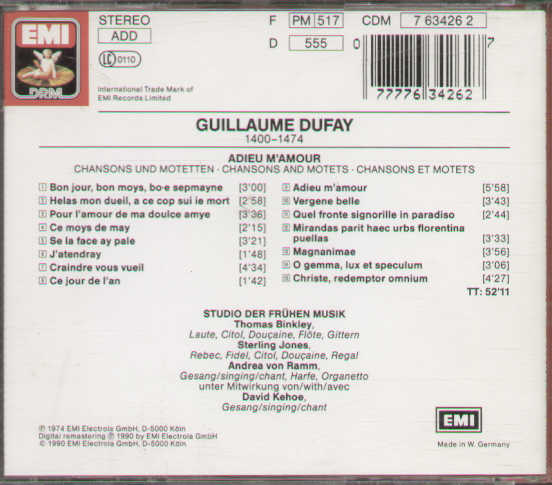 EMI
DRM
STEREO
ADD
LC 0110
International Trade Mark of
EMI Records Limited
F PM 517 CDM 7 63426 2
D 555
0 77776 34262 7
GUILLAUME DUFAY
1400–1474
ADIEU M'AMOUR
CHANSONS UND MOTETTEN · CHANSONS AND MOTETS · CHANSONS ET MOTETS
1 Bon jour, bon moys, bo·e sepmayne [3'00]
2 Helas mon dueil, a ce cop sui ie mort [2'58]
3 Pour l'amour de ma doulce amye [3'36]
4 Ce moys de may [2'15]
5 Se la face ay pale [3'21]
6 J'atendray [1'48]
7 Craindre vous vueil [4'34]
8 Ce jour de l'an [1'42]
9 Adieu m'amour [5'58]
10 Vergene belle [3'43]
11 Quel fronte signorille in paradiso [2'44]
12 Mirandas parit haec urbs florentina
puellas [3'33]
13 Magnanimae [3'56]
14 O gemma, lux et speculum [3'06]
15 Christe, redemptor omnium [4'27]
TT: 52'11
STUDIO DER FRÜHEN MUSIK
Thomas Binkley,
Laute, Citol, Douçaine, Flöte, Gittern
Sterling Jones,
Rebec, Fidel, Citol, Douçaine, Regal
Andrea von Ramm,
Gesang/singing/chant, Harfe, Organetto
unter Mitwirkung von/with/avec
David Kehoe,
Gesang/singing/chant
℗ 1974 EMI Electrola GmbH, D-5000 Köln
Digital remastering ℗ 1990 by EMI Electrola GmbH
© 1990 EMI Electrola GmbH, D-5000 Köln
EMI
Made in W. Germany